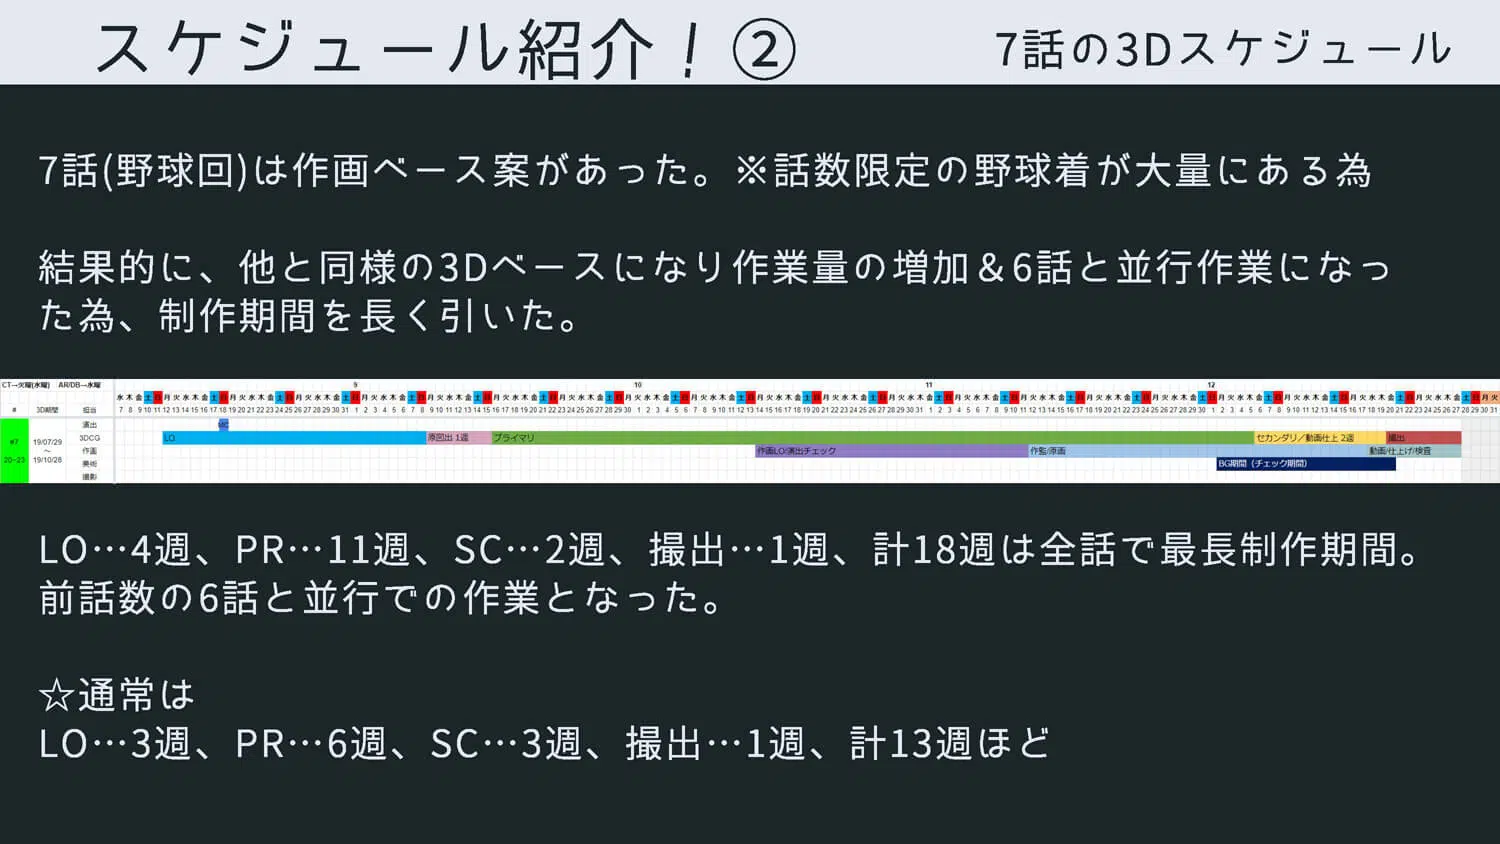 スケジュール紹介！②
7話の3Dスケジュール
7話(野球回)は作画ベース案があった。※話数限定の野球着が大量にある為
結果的に、他と同様の3Dベースになり作業量の増加＆6話と並行作業になっ
た為、制作期間を長く引いた。
CT→火曜(水曜) AR/DB→水曜
9 10 11 12
# 3D期間 担当
演出
#7 3DCG
19/07/29
～
20~23 19/10/28
作画
美術
撮影
LO 原図出 1週 プライマリ セカンダリ／動画仕上 2週 撮出
作画LO/演出チェック 作監/原画 動画/仕上げ/検査
BG期間（チェック期間）
LO…4週、PR…11週、SC…2週、撮出…1週、計18週は全話で最長制作期間。
前話数の6話と並行での作業となった。
☆通常は
LO…3週、PR…6週、SC…3週、撮出…1週、計13週ほど